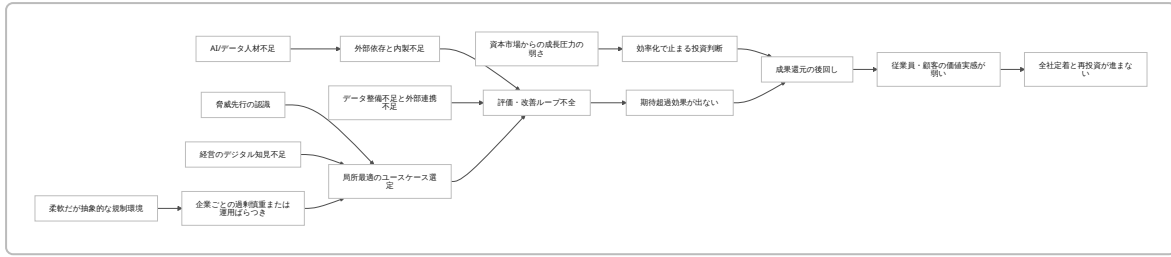 AI/データ人材不足
外部依存と内製不足
資本市場からの成長圧力の
弱さ
効率化で止まる投資判断
成果還元の後回し
従業員・顧客の価値実感が
弱い
全社定着と再投資が進まな
い
脅威先行の認識
データ整備不足と外部連携
不足
評価・改善ループ不全
期待超過効果が出ない
経営のデジタル知見不足
局所最適のユースケース選
定
柔軟だが抽象的な規制環境
企業ごとの過剰慎重または
運用ばらつき